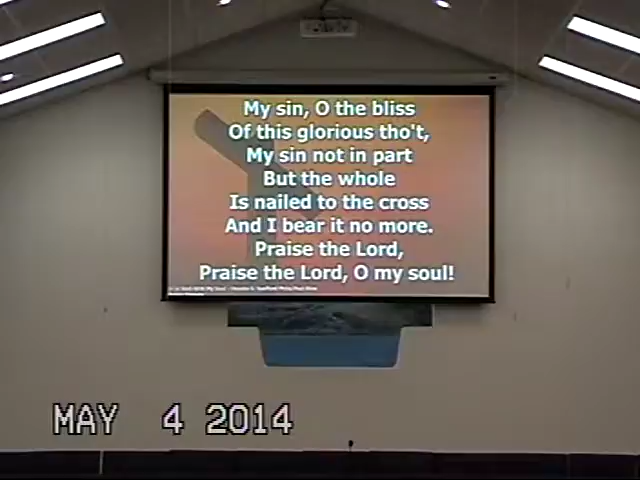 My sin, O the bliss
Of this glorious tho't,
My sin not in part
But the whole
Is nailed to the cross
And I bear it no more.
Praise the Lord,
Praise the Lord, O my soul!
MAY 4 2014